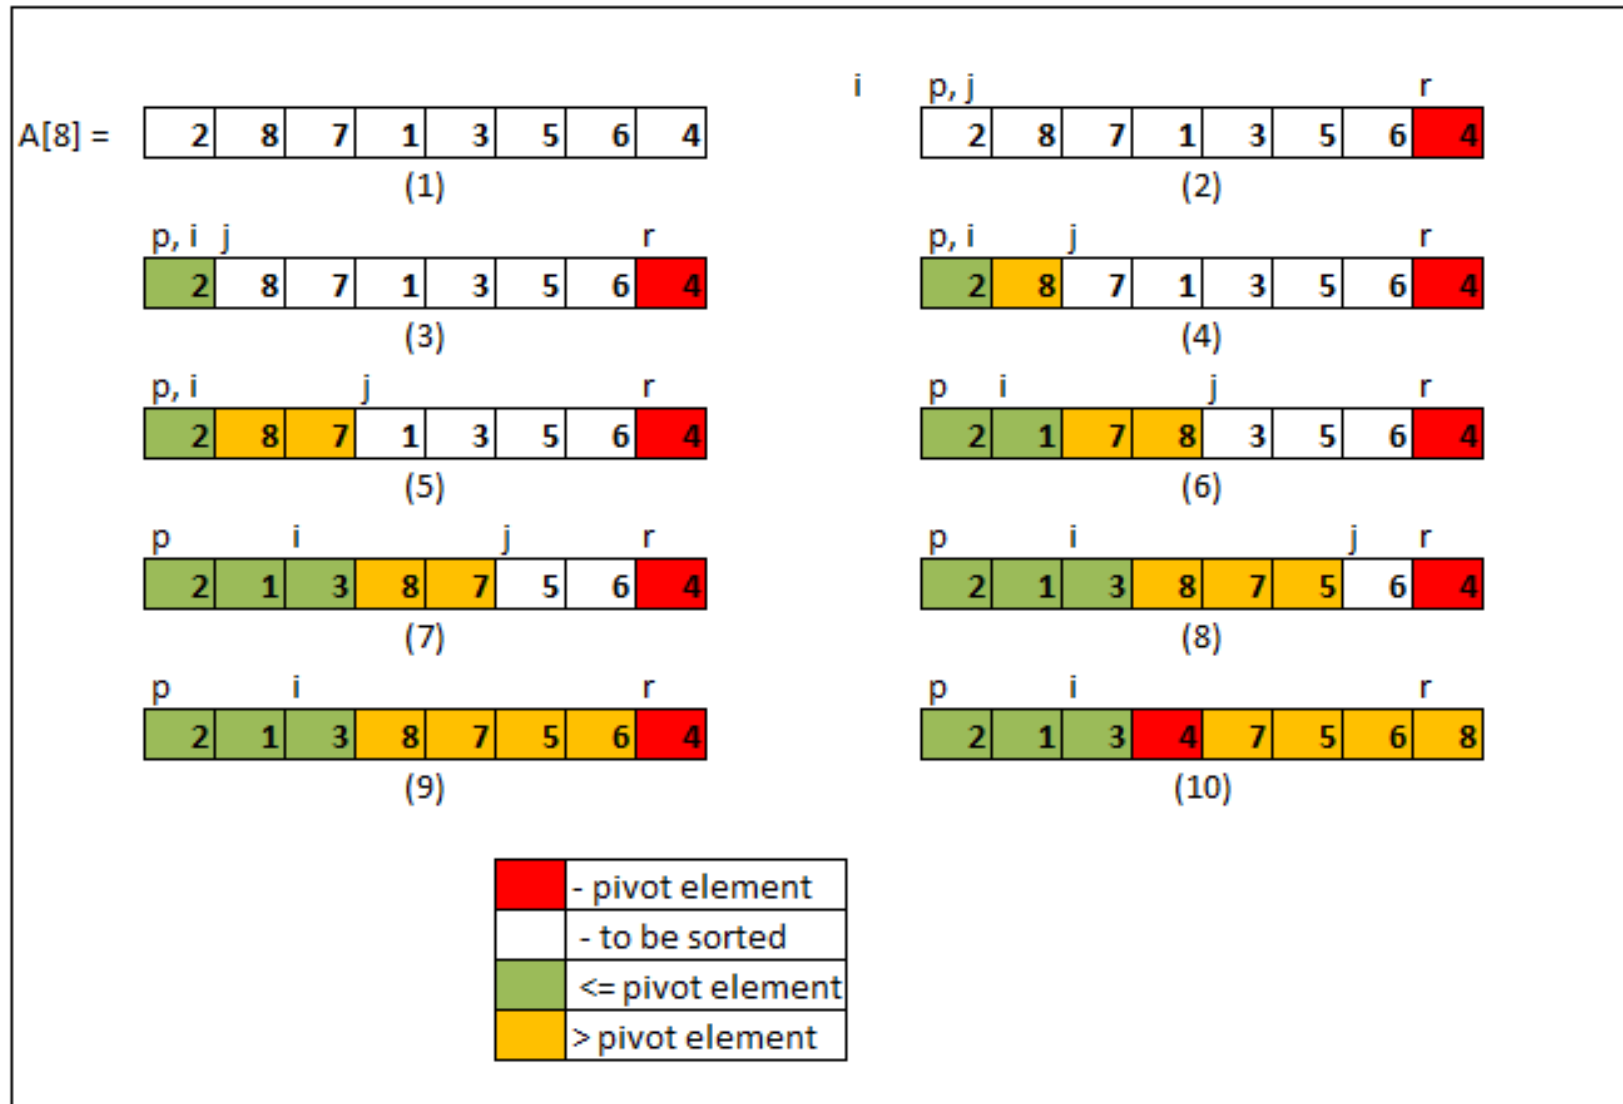 i p, j r
A[8] = 2 8 7 1 3 5 6 4 2 8 7 1 3 5 6 4
(1) (2)
p, i j r p, i j r
2 8 7 1 3 5 6 4 2 8 7 1 3 5 6 4
(3) (4)
p, i j r p i j r
2 8 7 1 3 5 6 4 2 1 7 8 3 5 6 4
(5) (6)
p i j r p i j r
2 1 3 8 7 5 6 4 2 1 3 8 7 5 6 4
(7) (8)
p i r p i r
2 1 3 8 7 5 6 4 2 1 3 4 7 5 6 8
(9) (10)
- pivot element
- to be sorted
<= pivot element
> pivot element